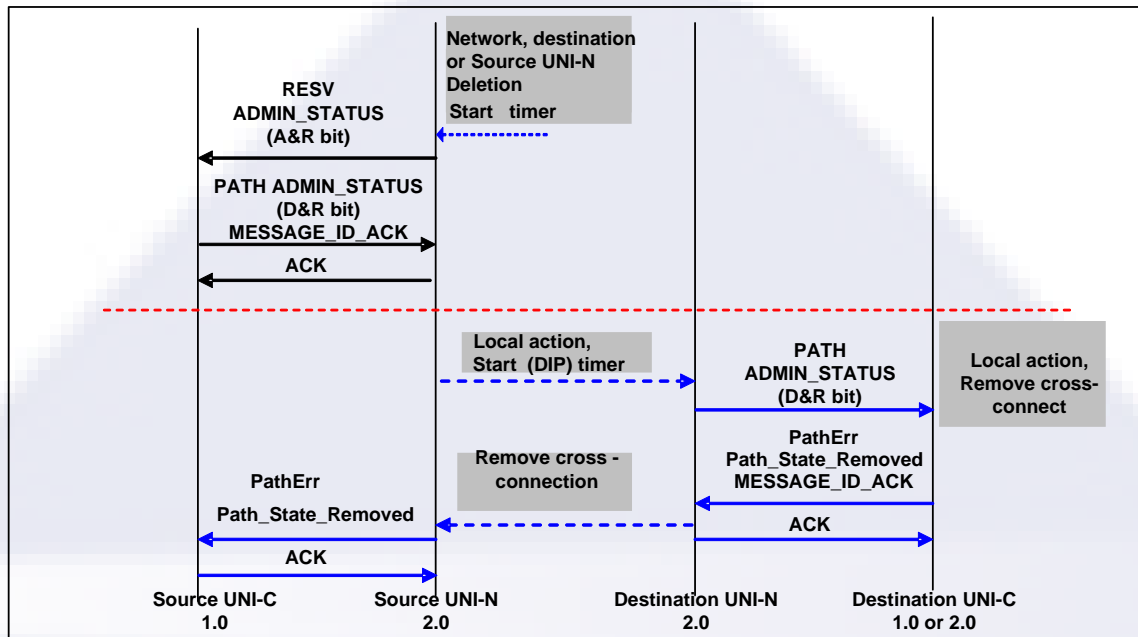 Network, destination
or Source UNI-N
Deletion
Start timer
RESV
ADMIN_STATUS
(A&R bit)
PATH ADMIN_STATUS
(D&R bit)
MESSAGE_ID_ACK
ACK
Local action,
Start (DIP) timer
PATH
ADMIN_STATUS
(D&R bit)
Local action,
Remove cross-
connect
PathErr
Path_State_Removed
MESSAGE_ID_ACK
Remove cross -
connection
PathErr
Path_State_Removed
ACK
ACK
Source UNI-C
1.0
Source UNI-N
2.0
Destination UNI-N
2.0
Destination UNI-C
1.0 or 2.0